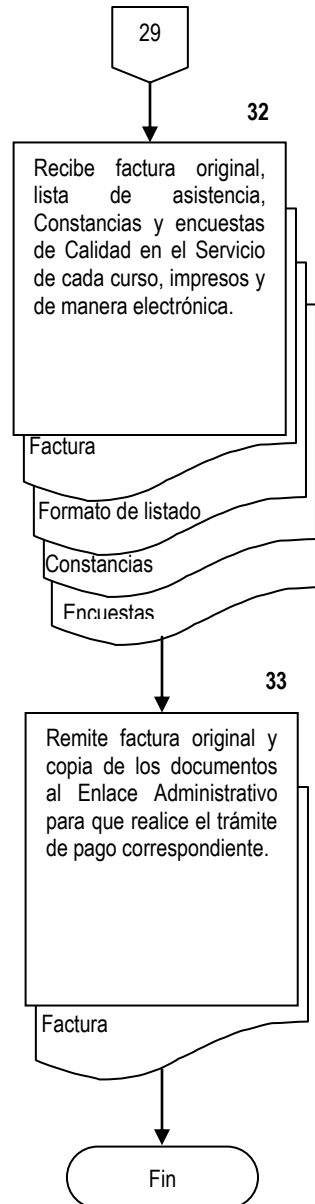 29
32
Recibe factura original,
lista de asistencia,
Constancias y encuestas
de Calidad en el Servicio
de cada curso, impresos y
de manera electrónica.
Factura
Formato de listado
Constancias
Encuestas
33
Remite factura original y
copia de los documentos
al Enlace Administrativo
para que realice el trámite
de pago correspondiente.
Factura
Fin